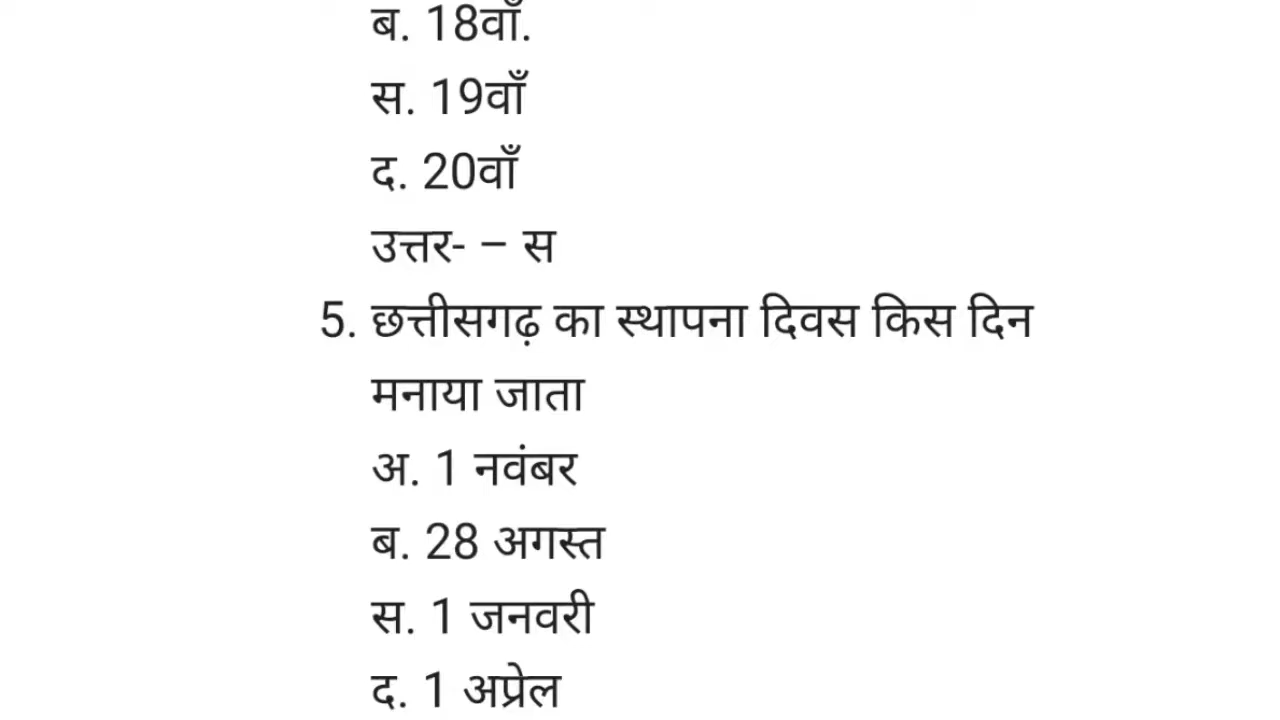 ब. 18वाँ.
स. 19वाँ
द. 20वाँ
उत्तर- – स
5. छत्तीसगढ़ का स्थापना दिवस किस दिन
मनाया जाता
अ. 1 नवंबर
ब. 28 अगस्त
स. 1 जनवरी
द. 1 अप्रेल